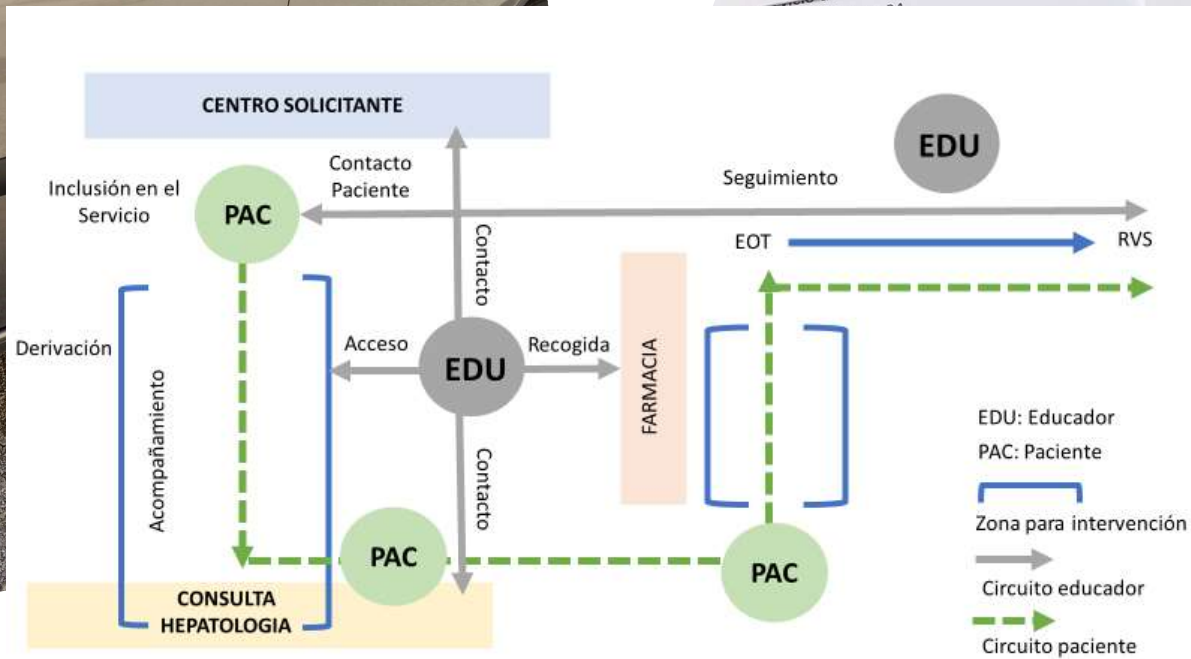 CENTRO SOLICITANTE
EDU
Contacto
Paciente
Seguimiento
Inclusión en el
Servicio
PAC
Contacto
EOT
RVS
Derivación
Acompañamiento
Acceso
EDU
Recogida
FARMACIA
Contacto
PAC
PAC
CONSULTA
HEPATOLOGIA
EDU: Educador
PAC: Paciente
Zona para intervención
Circuito educador
Circuito paciente